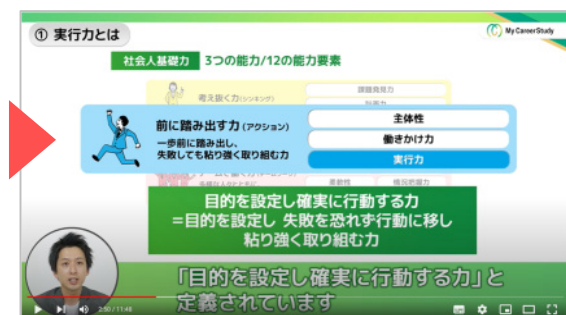 ① 実行力とは
My CareerStudy
社会人基礎力 3つの能力/12の能力要素
考え抜く力(シンキング)
課題発見力
前に踏み出す力(アクション)
一歩前に踏み出し、
失敗しても粘り強く取り組む力
主体性
働きかけ力
実行力
柔軟性 情況把握力
目的を設定し確実に行動する力
=目的を設定し 失敗を恐れず行動に移し
粘り強く取り組む力
「目的を設定し確実に行動する力」と
定義されています
2:50 / 11:48